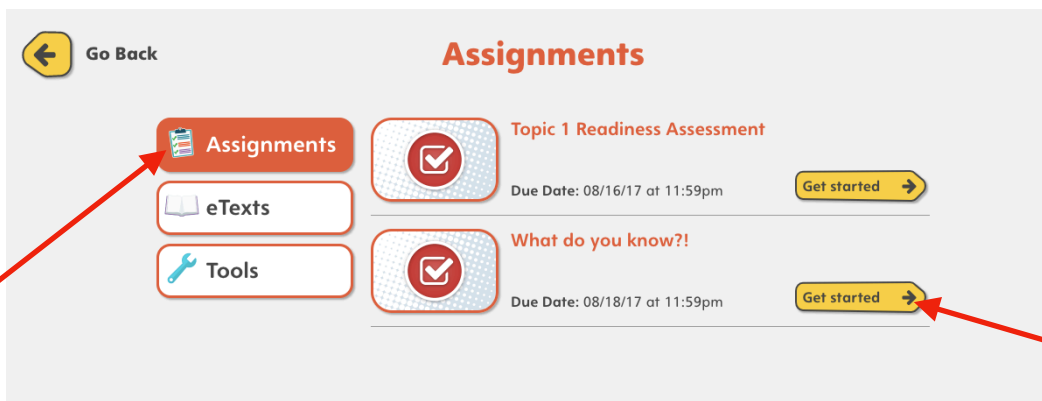 Go Back
Assignments
Assignments
eTexts
Tools
Topic 1 Readiness Assessment
Due Date: 08/16/17 at 11:59pm
Get started
What do you know?!
Due Date: 08/18/17 at 11:59pm
Get started